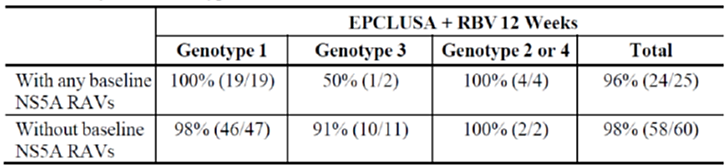 EPCLUSA + RBV 12 Weeks
Genotype 1 Genotype 3 Genotype 2 or 4 Total
With any baseline NS5A RAVs 100% (19/19) 50% (1/2) 100% (4/4) 96% (24/25)
Without baseline NS5A RAVs 98% (46/47) 91% (10/11) 100% (2/2) 98% (58/60)